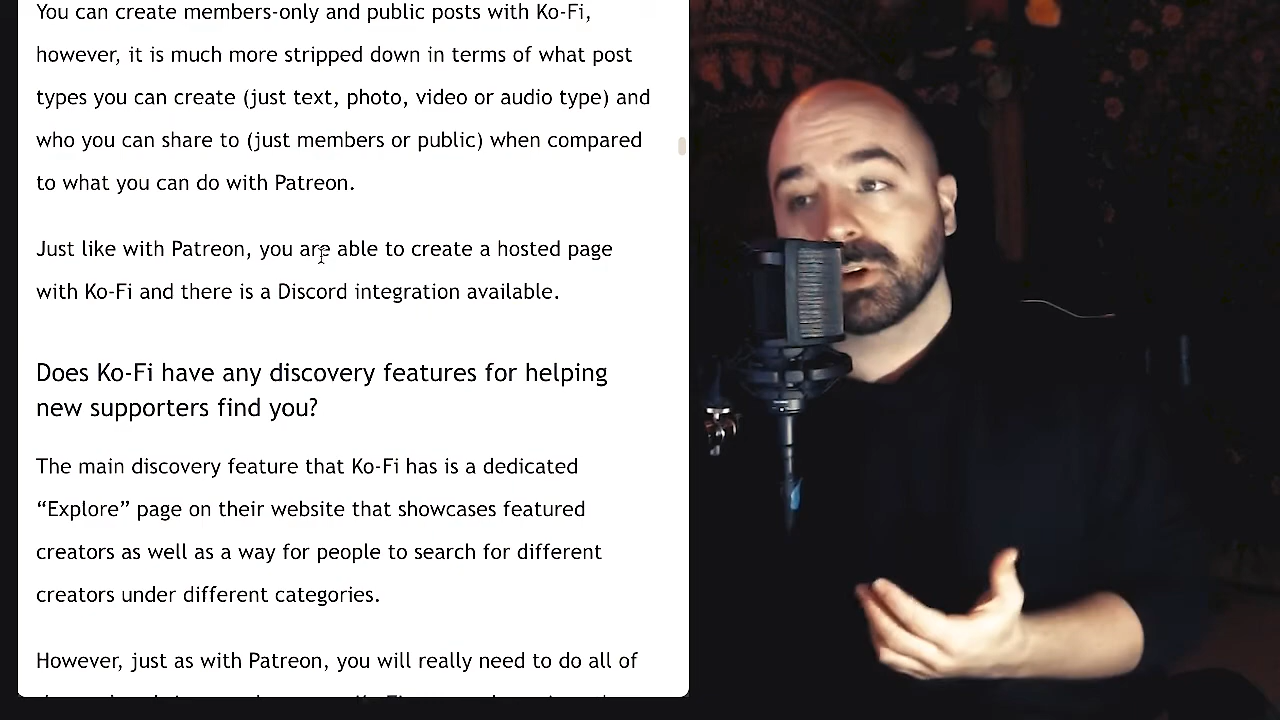 You can create members-only and public posts with Ko-Fi,
however, it is much more stripped down in terms of what post
types you can create (just text, photo, video or audio type) and
who you can share to (just members or public) when compared
to what you can do with Patreon.
Just like with Patreon, you are able to create a hosted page
with Ko-Fi and there is a Discord integration available.
Does Ko-Fi have any discovery features for helping
new supporters find you?
The main discovery feature that Ko-Fi has is a dedicated
“Explore” page on their website that showcases featured
creators as well as a way for people to search for different
creators under different categories.
However, just as with Patreon, you will really need to do all of